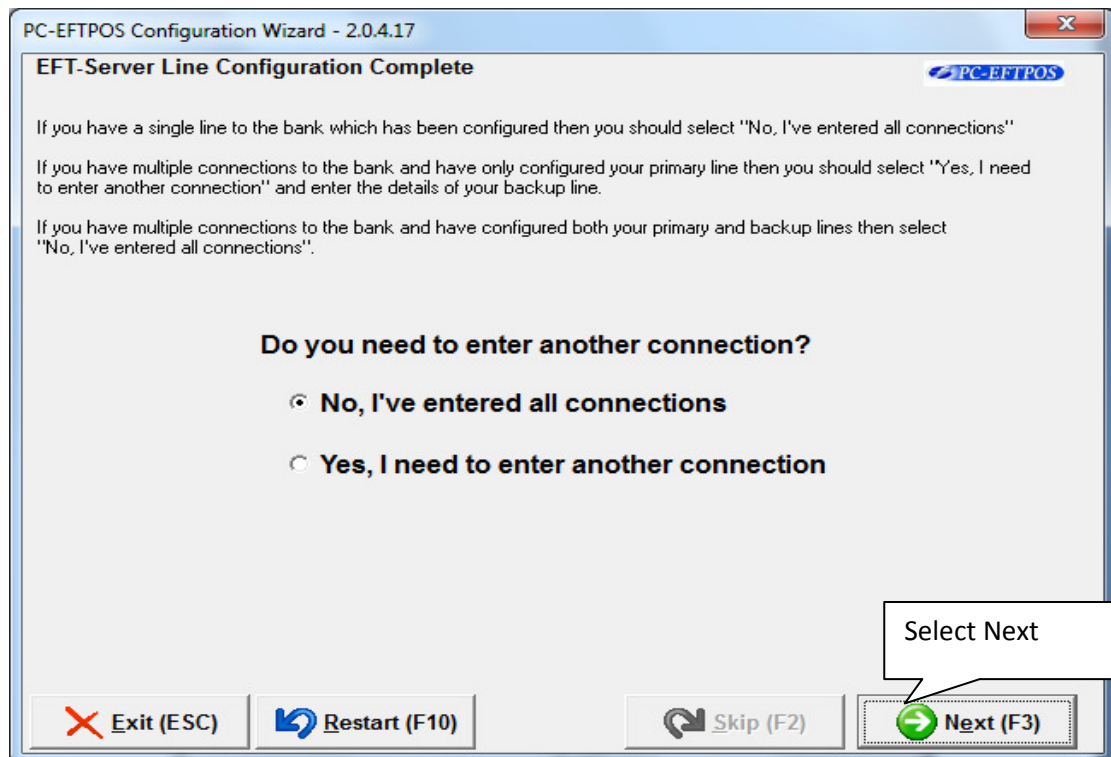 PC-EFTPOS Configuration Wizard - 2.0.4.17
x
EFT-Server Line Configuration Complete
PC-EFTPOS
If you have a single line to the bank which has been configured then you should select "No, I've entered all connections"
If you have multiple connections to the bank and have only configured your primary line then you should select "Yes, I need
to enter another connection" and enter the details of your backup line.
If you have multiple connections to the bank and have configured both your primary and backup lines then select
"No, I've entered all connections".
Do you need to enter another connection?
No, I've entered all connections
Yes, I need to enter another connection
Select Next
Exit (ESC)
Restart (F10)
Skip (F2)
Next (F3)